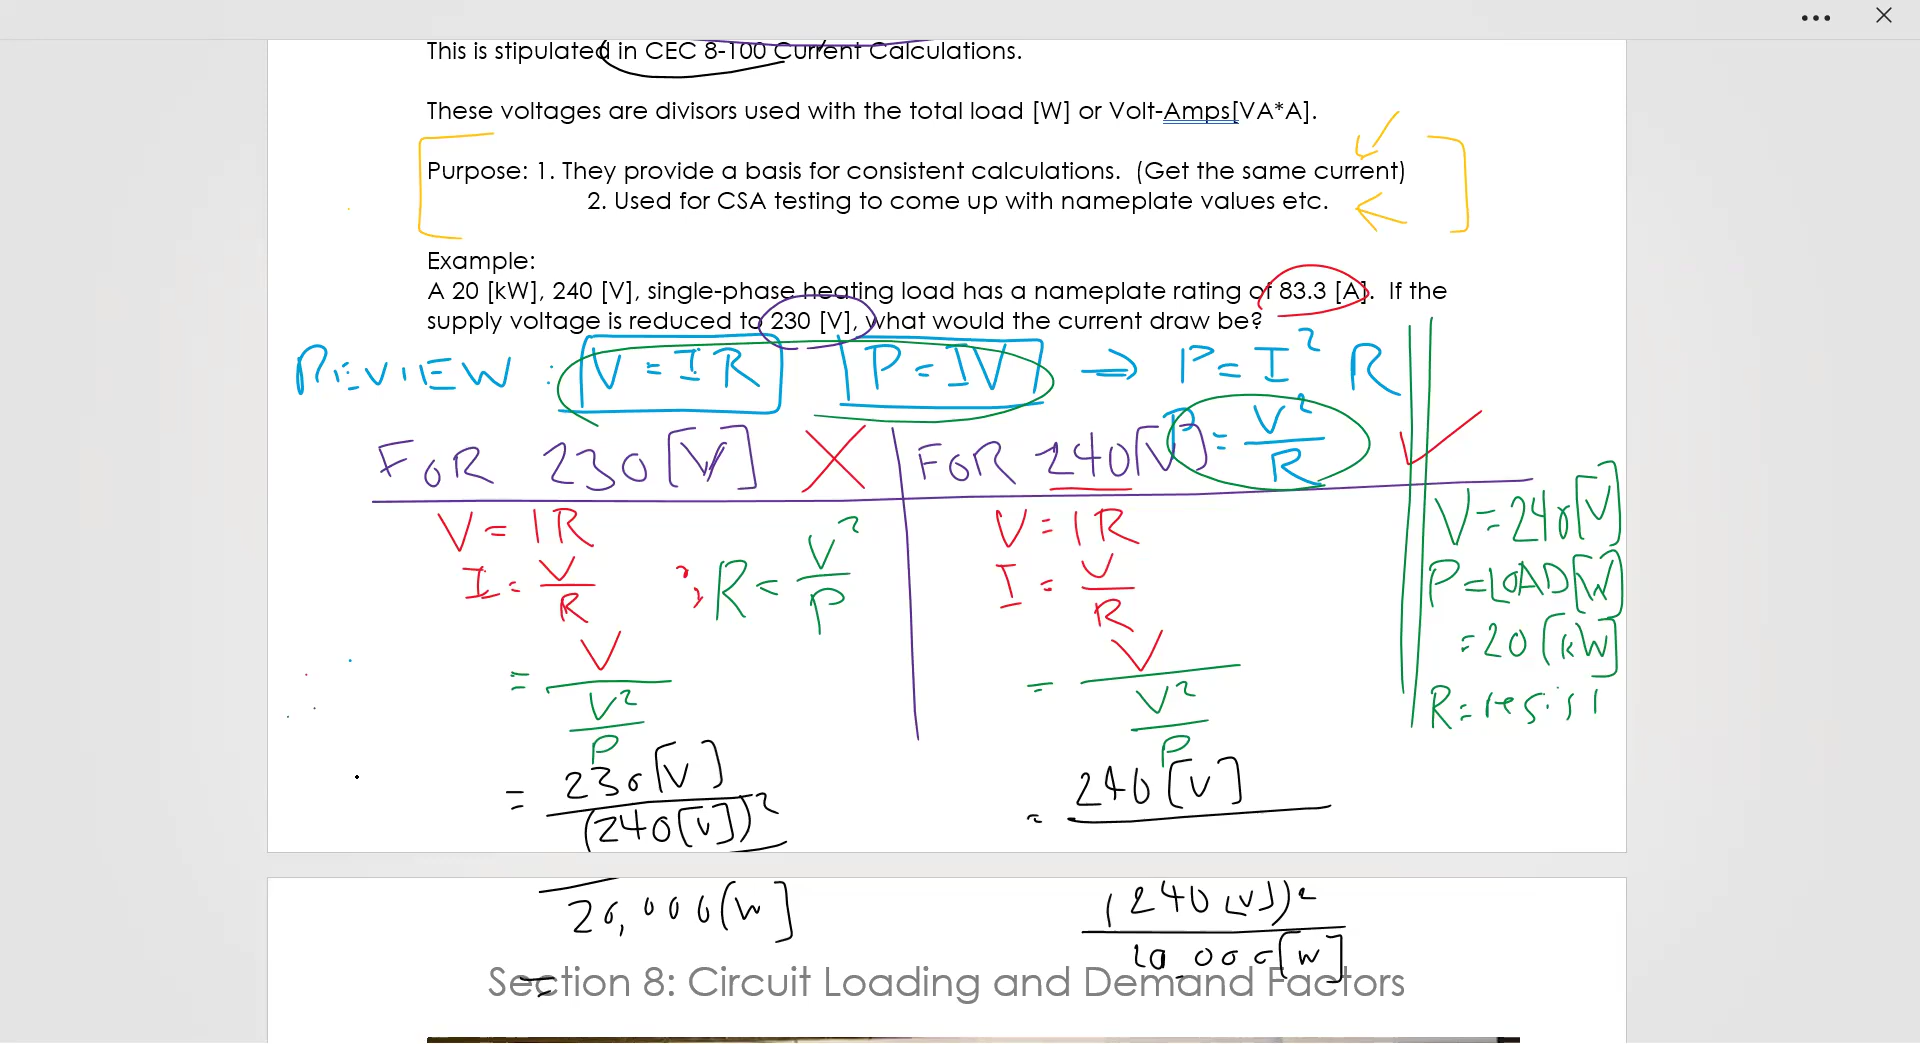 This is stipulated in CEC 8-100 Current Calculations.
These voltages are divisors used with the total load [W] or Volt-Amps[VA*A].
Purpose: 1. They provide a basis for consistent calculations. (Get the same current)
2. Used for CSA testing to come up with nameplate values etc.
Example:
A 20 [kW], 240 [V], single-phase heating load has a nameplate rating of 83.3 [A]. If the
supply voltage is reduced to 230 [V], what would the current draw be?
REVIEW : V = IR P = IV → P = I² R
P = V²/R
FOR 230 [V] X FOR 240 [V] ✓
V = IR V = IR
I = V/R ; R = V²/P I = V/R
= V/(V²/P) = V/(V²/P)
V = 240 [V]
P = LOAD [W]
= 20 [kW]
R = resist
= 230 [V] = 240 [V]
(240 [V])² (240 [V])²
20,000 [W] 20,000 [W]
=
Section 8: Circuit Loading and Demand Factors